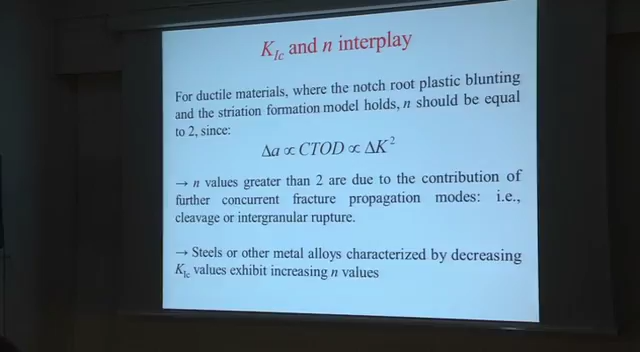 K_Ic and n interplay
For ductile materials, where the notch root plastic blunting
and the striation formation model holds, n should be equal
to 2, since:
Δa ∝ CTOD ∝ ΔK²
→ n values greater than 2 are due to the contribution of
further concurrent fracture propagation modes: i.e.,
cleavage or intergranular rupture.
→ Steels or other metal alloys characterized by decreasing
K_Ic values exhibit increasing n values